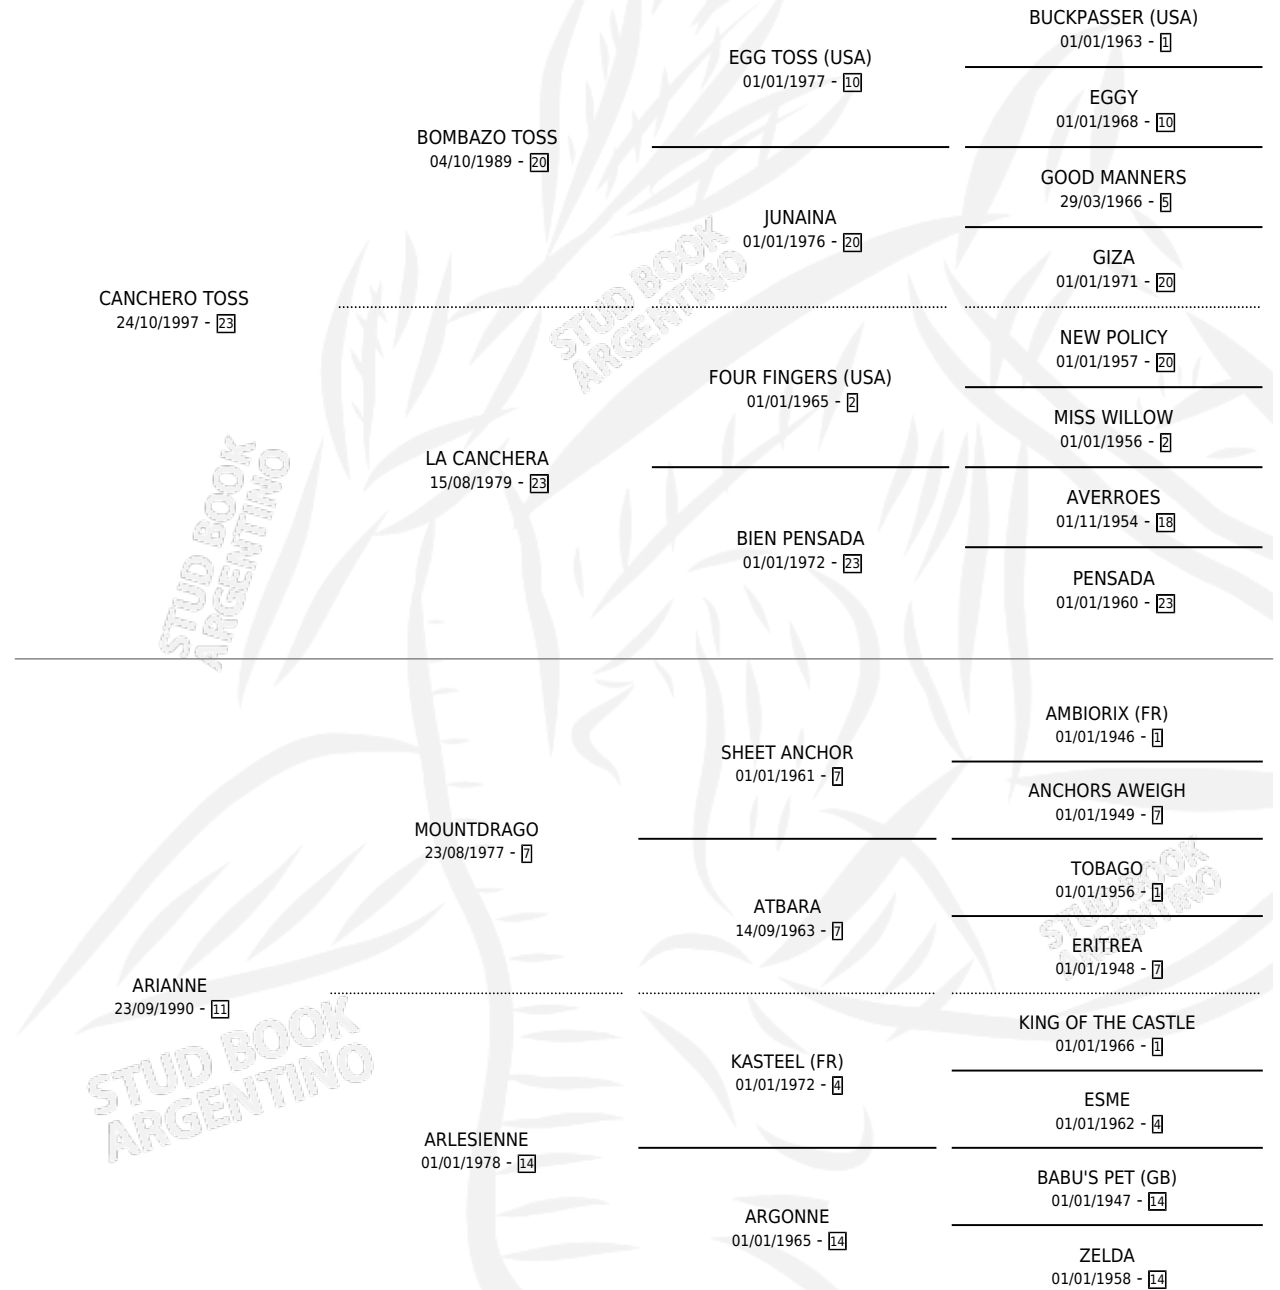 BUCKPASSER (USA)
01/01/1963 - 1
EGG TOSS (USA)
01/01/1977 - 10
EGGY
01/01/1968 - 10
BOMBAZO TOSS
04/10/1989 - 20
GOOD MANNERS
29/03/1966 - 5
JUNAINA
01/01/1976 - 20
GIZA
01/01/1971 - 20
CANCHERO TOSS
24/10/1997 - 23
NEW POLICY
01/01/1957 - 20
FOUR FINGERS (USA)
01/01/1965 - 2
MISS WILLOW
01/01/1956 - 2
LA CANCHERA
15/08/1979 - 23
AVERROES
01/11/1954 - 18
BIEN PENSADA
01/01/1972 - 23
PENSADA
01/01/1960 - 23
STUD BOOK
ARGENTINO
STUD BOOK
ARGENTINO
AMBIORIX (FR)
01/01/1946 - 1
SHEET ANCHOR
01/01/1961 - 7
ANCHORS AWEIGH
01/01/1949 - 7
MOUNTDRAGO
23/08/1977 - 7
TOBAGO
01/01/1956 - 1
ATBARA
14/09/1963 - 7
ERITREA
01/01/1948 - 7
ARIANNE
23/09/1990 - 11
KING OF THE CASTLE
01/01/1966 - 1
KASTEEL (FR)
01/01/1972 - 4
ESME
01/01/1962 - 4
ARLESIENNE
01/01/1978 - 14
BABU'S PET (GB)
01/01/1947 - 14
ARGONNE
01/01/1965 - 14
ZELDA
01/01/1958 - 14
STUD BOOK
ARGENTINO
STUD BOOK
ARGENTINO